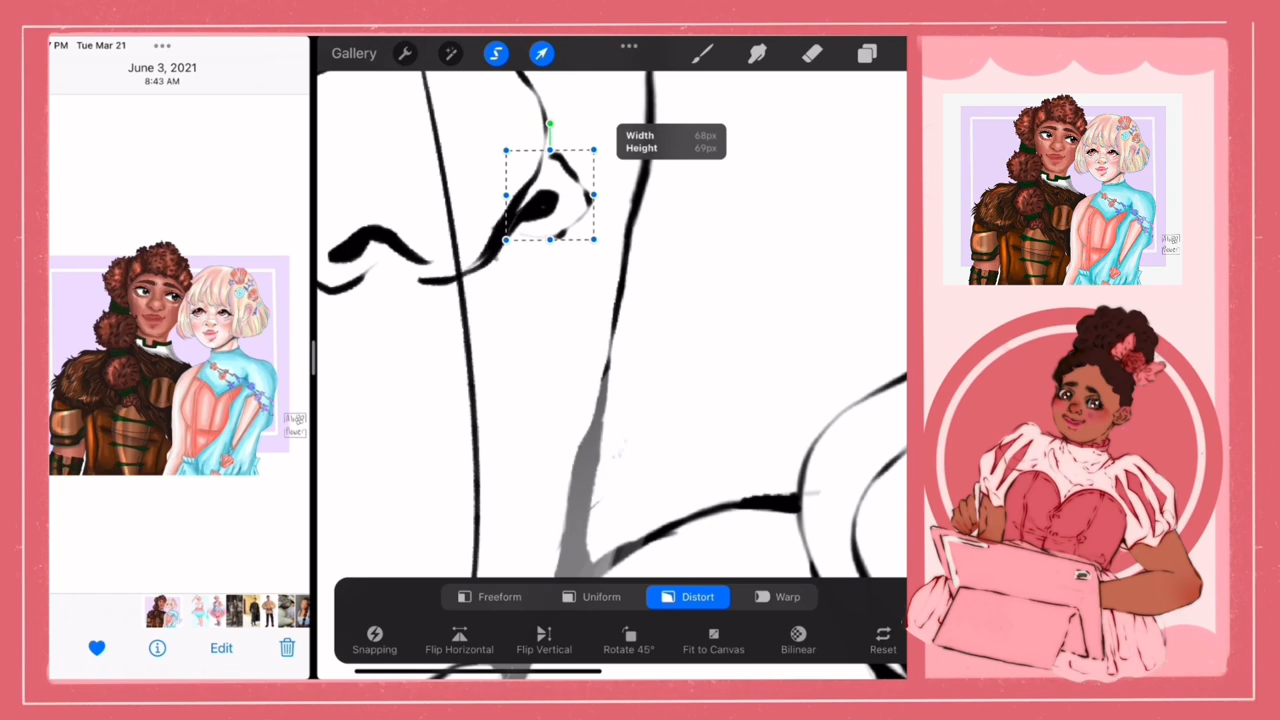 PM Tue Mar 21
June 3, 2021
8:43 AM
Edit
Gallery
Width 68px
Height 69px
Freeform
Uniform
Distort
Warp
Snapping
Flip Horizontal
Flip Vertical
Rotate 45°
Fit to Canvas
Bilinear
Reset